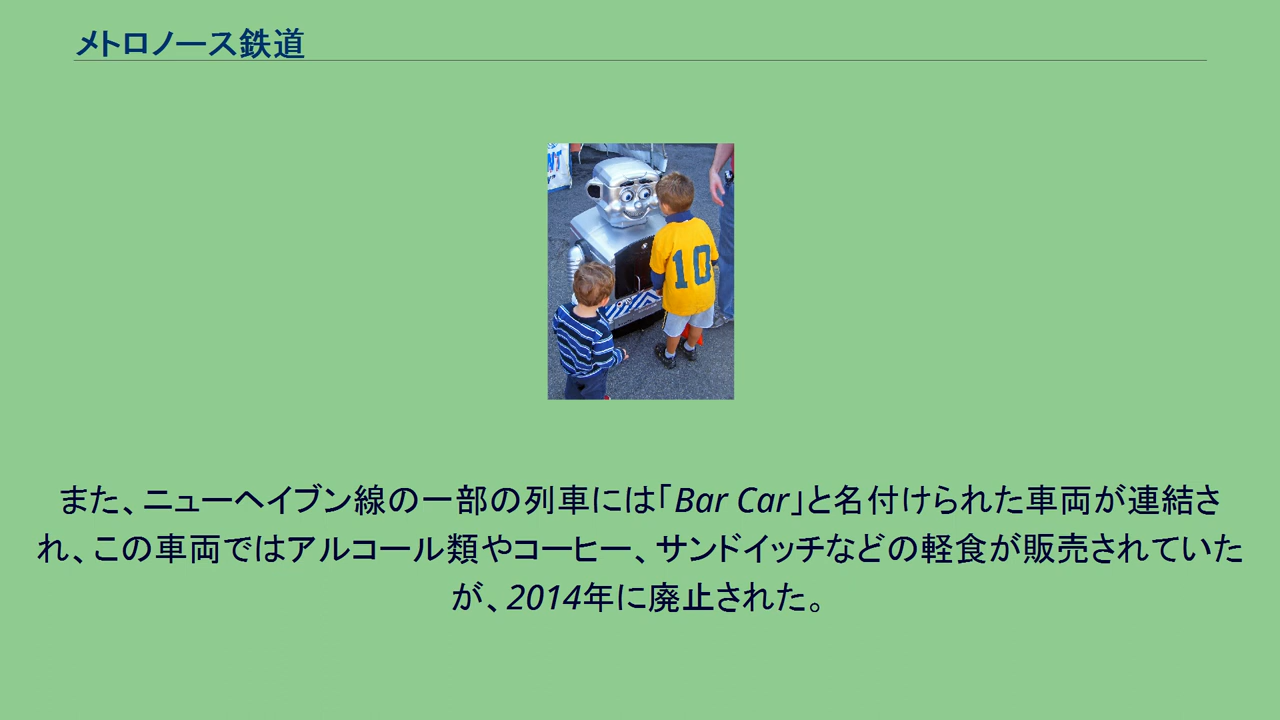 メトロノース鉄道
10
また、ニューヘイブン線の一部の列車には「Bar Car」と名付けられた車両が連結さ
れ、この車両ではアルコール類やコーヒー、サンドイッチなどの軽食が販売されていた
が、2014年に廃止された。